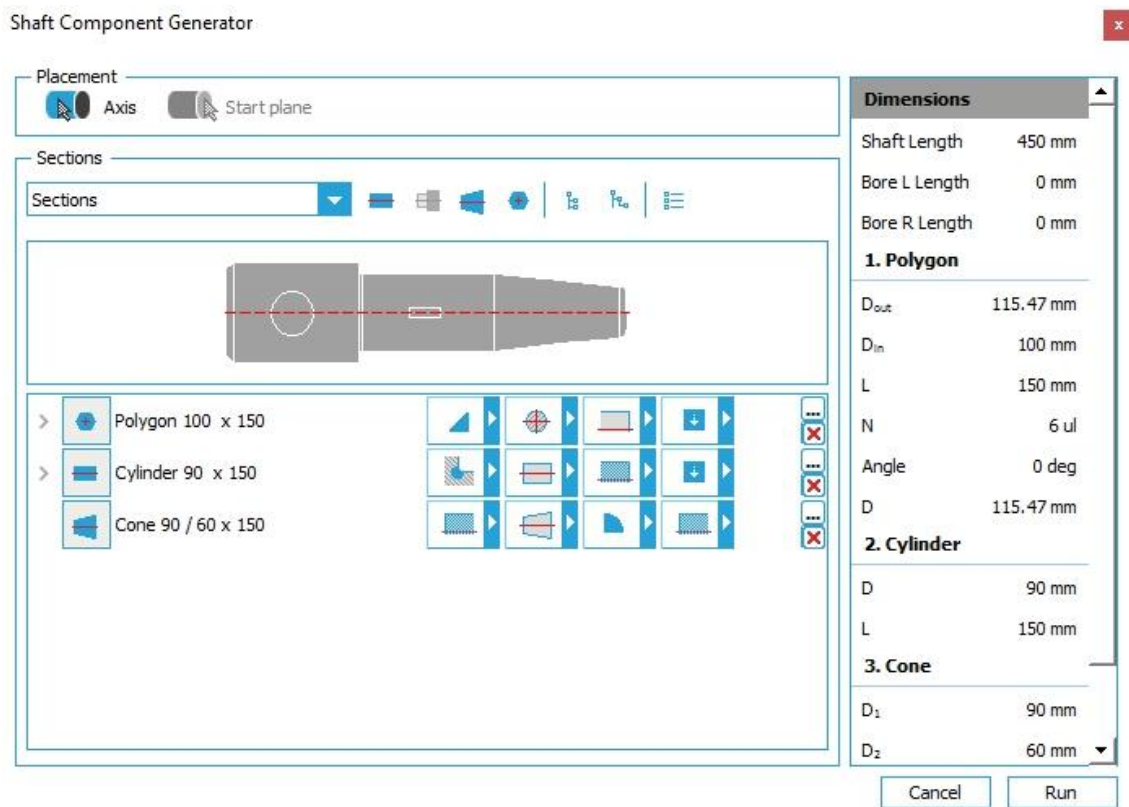 Shaft Component Generator
x
Placement
Axis
Start plane
Sections
Sections
Polygon 100 x 150
...
Cylinder 90 x 150
...
Cone 90 / 60 x 150
...
Dimensions
Shaft Length 450 mm
Bore L Length 0 mm
Bore R Length 0 mm
1. Polygon
Dout 115.47 mm
Din 100 mm
L 150 mm
N 6 ul
Angle 0 deg
D 115.47 mm
2. Cylinder
D 90 mm
L 150 mm
3. Cone
D1 90 mm
D2 60 mm
Cancel
Run